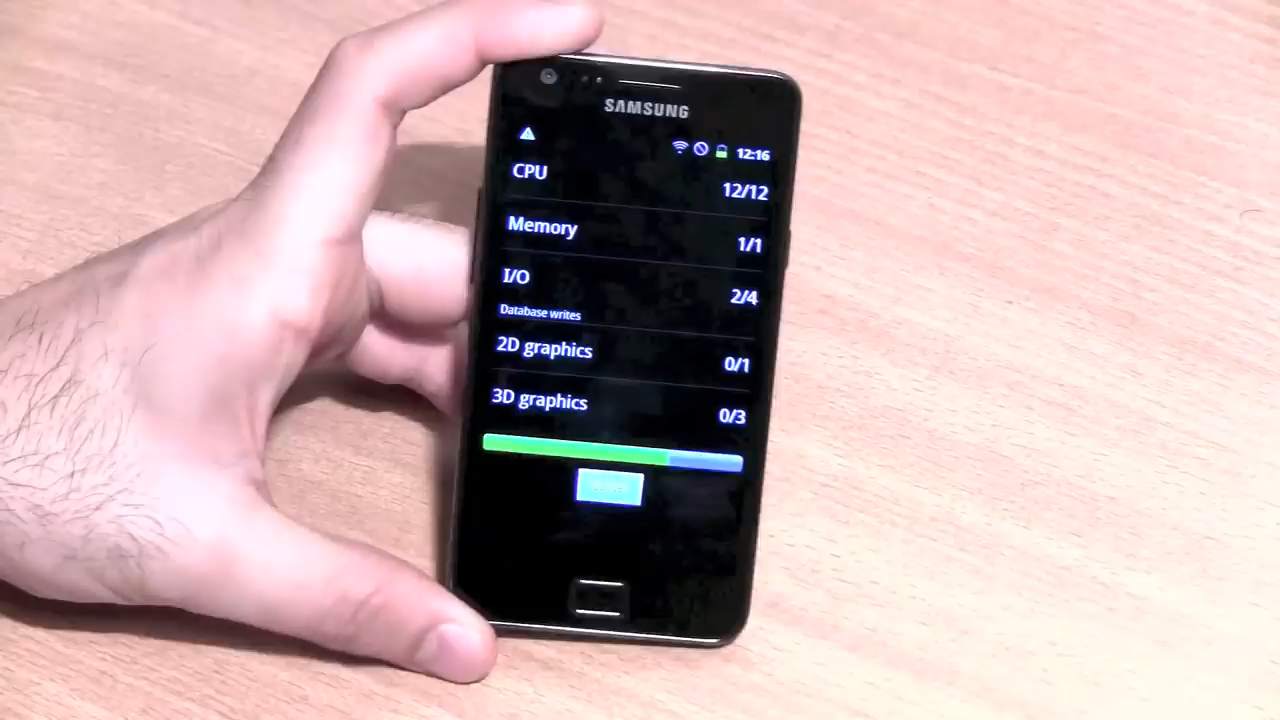 SAMSUNG
12:16
CPU 12/12
Memory 1/1
I/O 2/4
Database writes
2D graphics 0/1
3D graphics 0/3